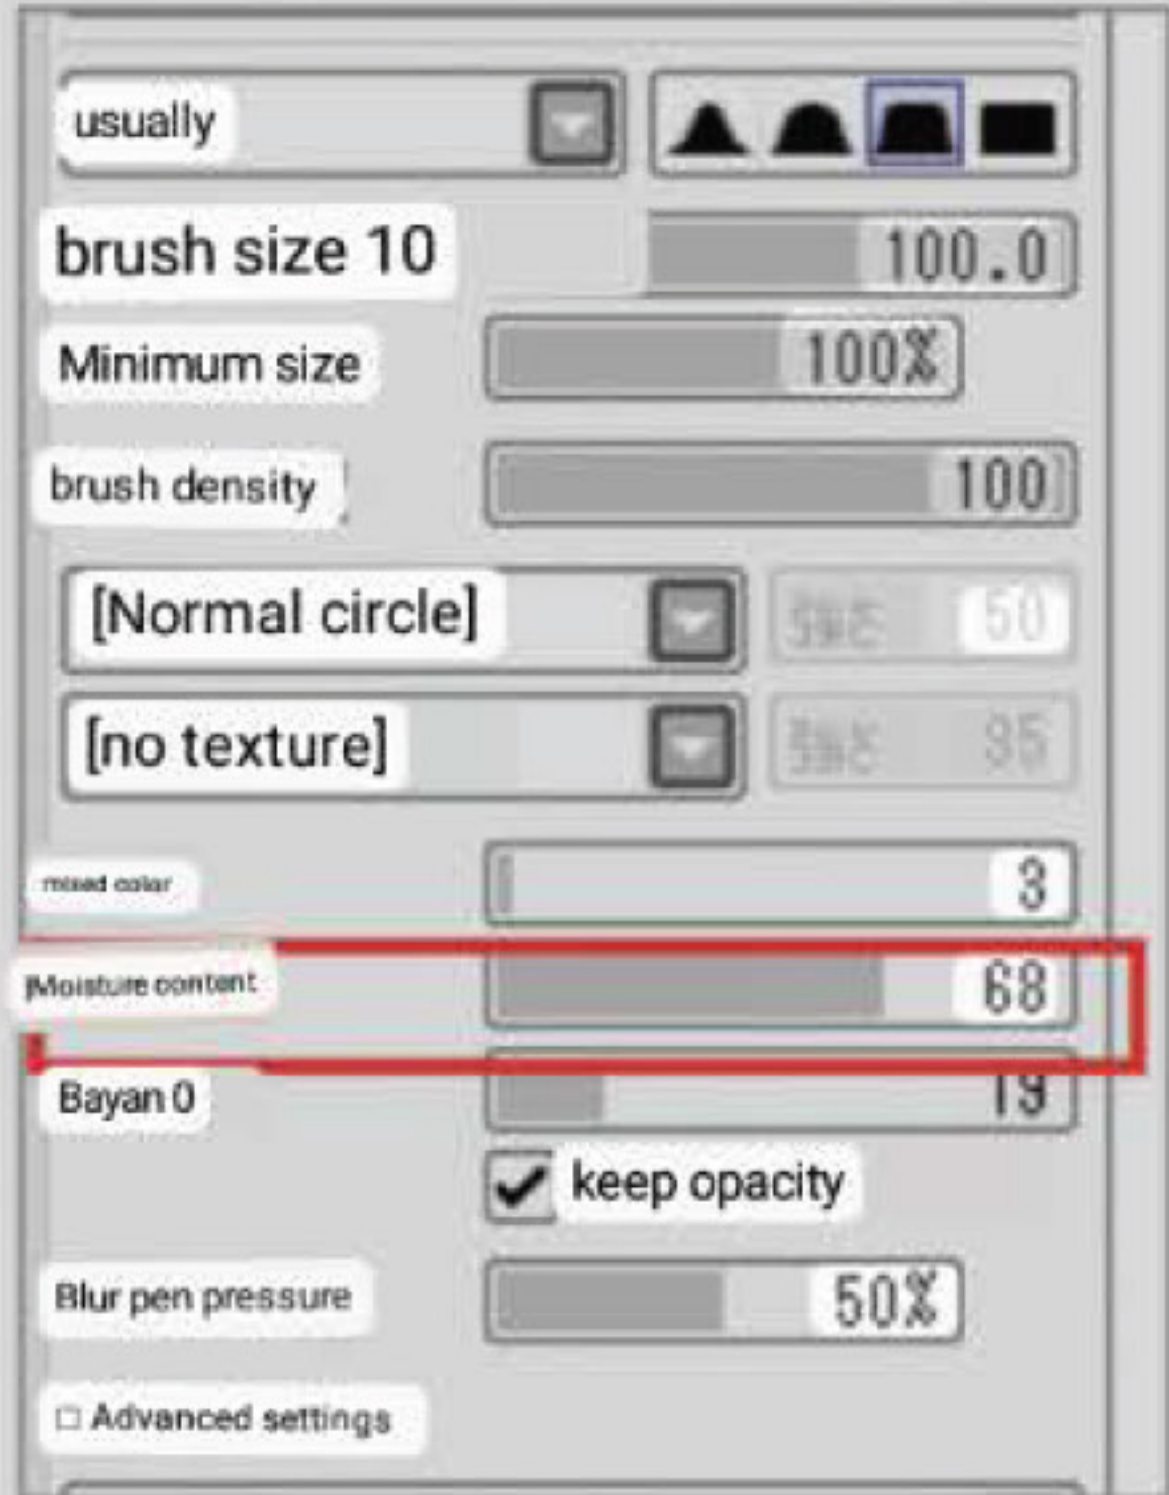 usually
brush size 10 100.0
Minimum size 100%
brush density 100
[Normal circle] 50
[no texture] 95
mixed color 3
Moisture content 68
Bayan 0 19
keep opacity
Blur pen pressure 50%
Advanced settings